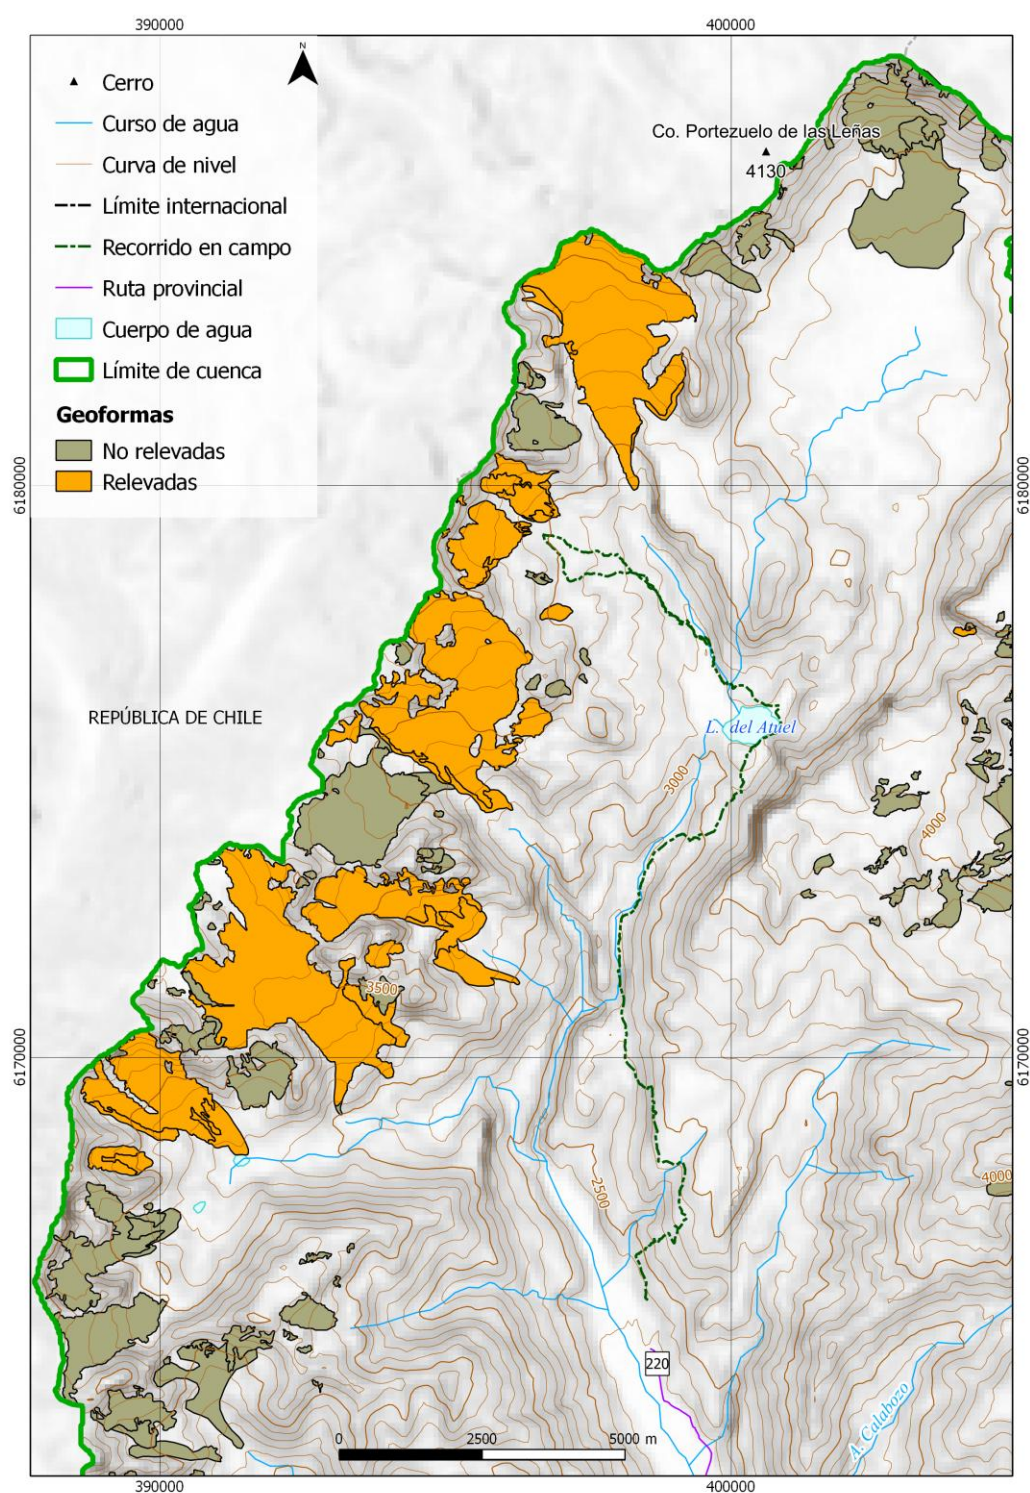 390000
400000
N
Cerro
Curso de agua
Curva de nivel
Límite internacional
Recorrido en campo
Ruta provincial
Cuerpo de agua
Límite de cuenca
Geoformas
No relevadas
Relevadas
Co. Portezuelo de las Leñas
4130
6180000
6180000
REPÚBLICA DE CHILE
L. del Atuel
3000
4000
3500
6170000
6170000
2500
4000
220
A. Calabozo
0
2500
5000 m
390000
400000